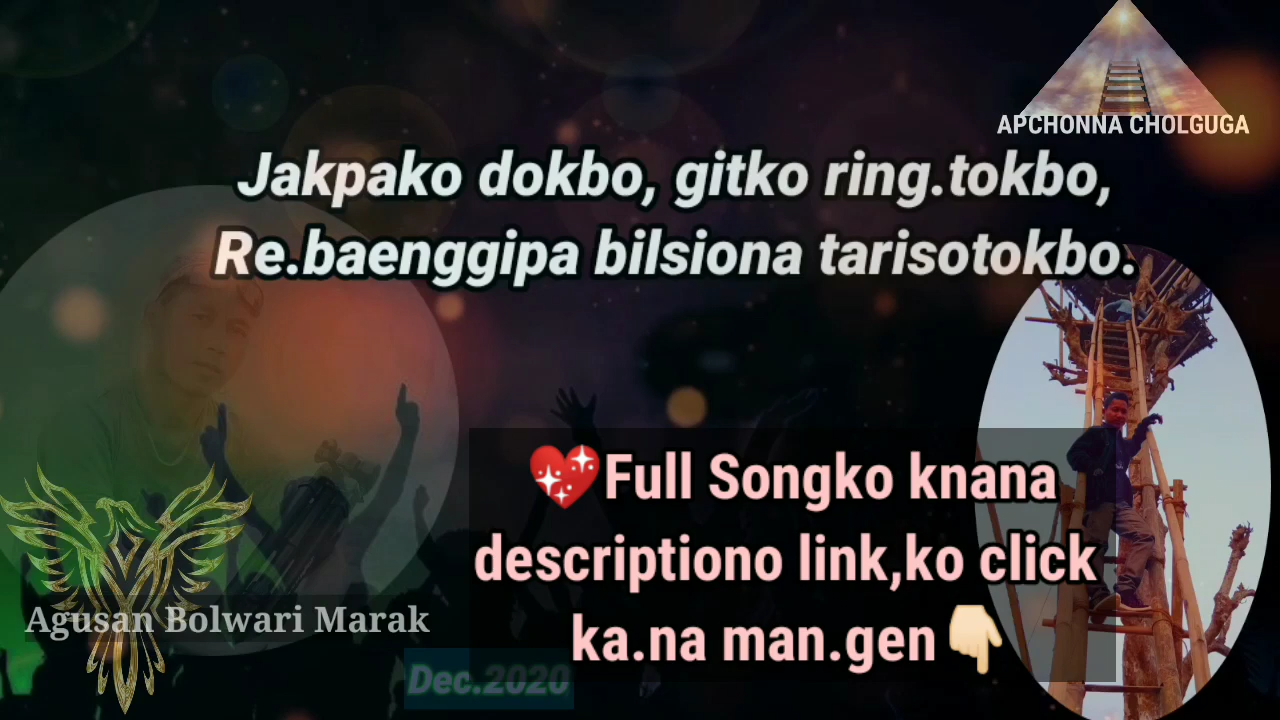 APCHONNA CHOLGUGA
Jakpako dokbo, gitko ring.tokbo,
Re.baenggipa bilsiona tarisotokbo.
💖Full Songko knana
descriptiono link,ko click
ka.na man.gen👇
Agusan Bolwari Marak
Dec.2020